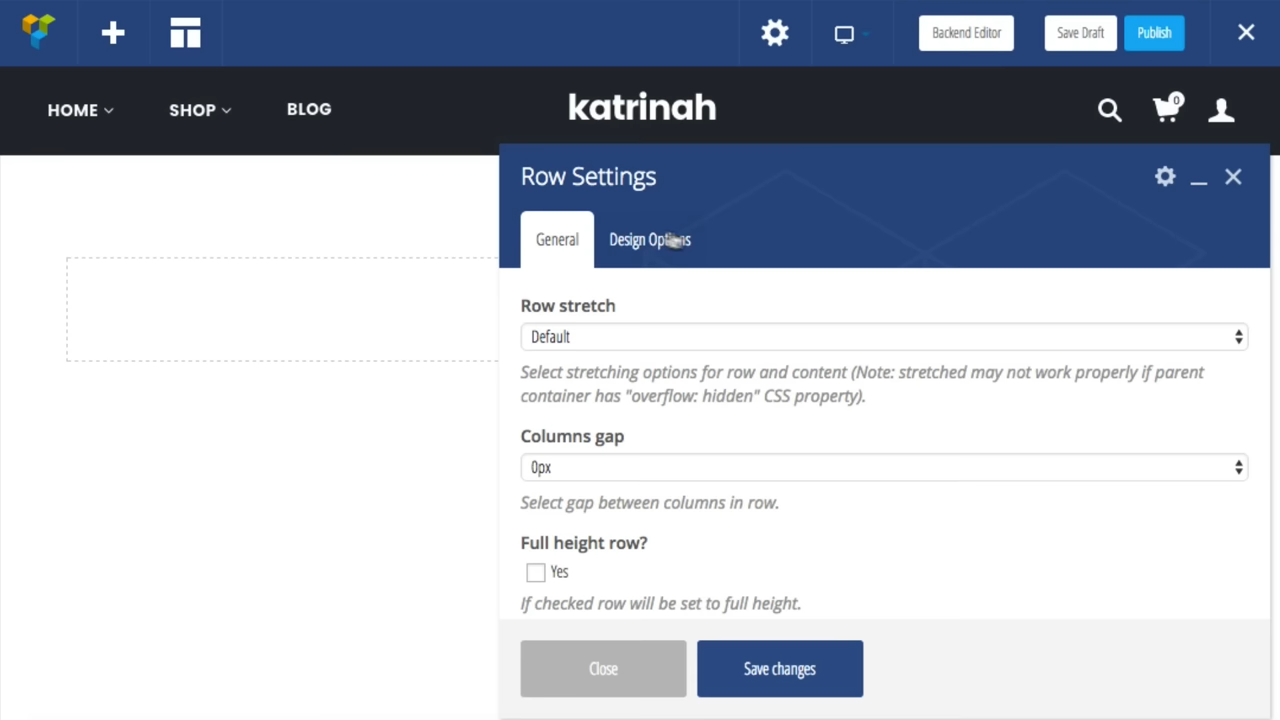 Backend Editor
Save Draft
Publish
HOME
SHOP
BLOG
katrinah
0
Row Settings
General
Design Options
Row stretch
Default
Select stretching options for row and content (Note: stretched may not work properly if parent
container has "overflow: hidden" CSS property).
Columns gap
0px
Select gap between columns in row.
Full height row?
Yes
If checked row will be set to full height.
Close
Save changes